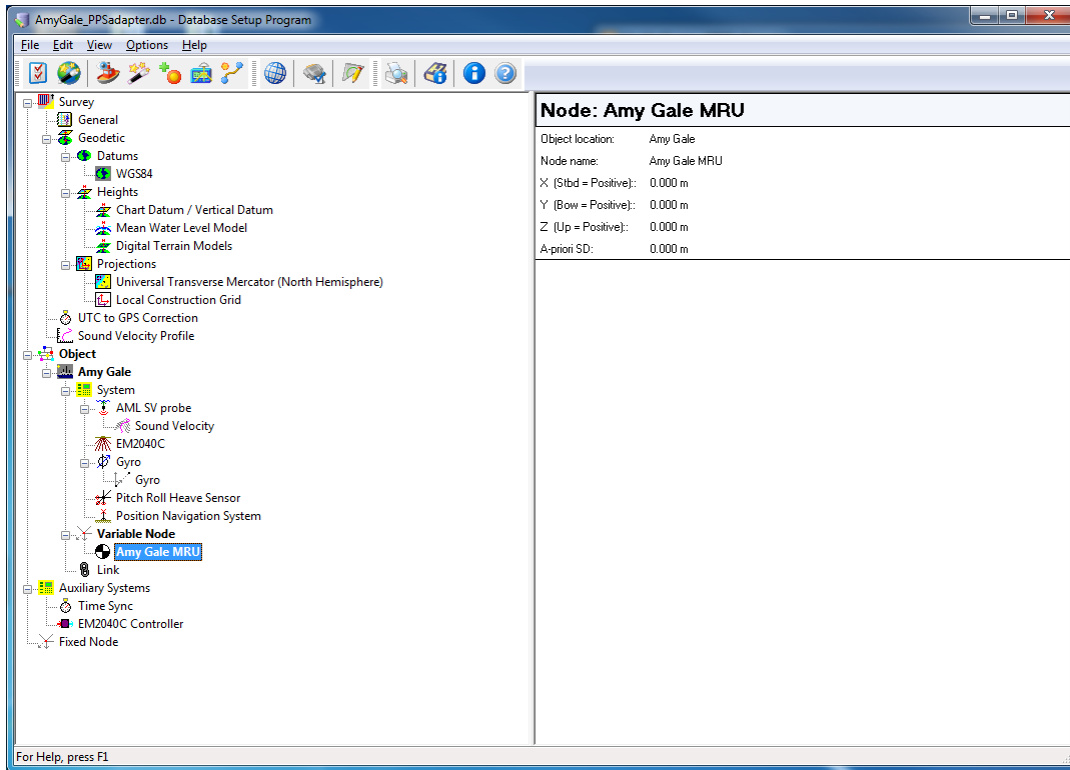 AmyGale_PPSadapter.db - Database Setup Program
File Edit View Options Help
Survey
General
Geodetic
Datums
WGS84
Heights
Chart Datum / Vertical Datum
Mean Water Level Model
Digital Terrain Models
Projections
Universal Transverse Mercator (North Hemisphere)
Local Construction Grid
UTC to GPS Correction
Sound Velocity Profile
Object
Amy Gale
System
AML SV probe
Sound Velocity
EM2040C
Gyro
Gyro
Pitch Roll Heave Sensor
Position Navigation System
Variable Node
Amy Gale MRU
Link
Auxiliary Systems
Time Sync
EM2040C Controller
Fixed Node
Node: Amy Gale MRU
Object location: Amy Gale
Node name: Amy Gale MRU
X (Stbd = Positive):: 0.000 m
Y (Bow = Positive):: 0.000 m
Z (Up = Positive):: 0.000 m
A-priori SD: 0.000 m
For Help, press F1